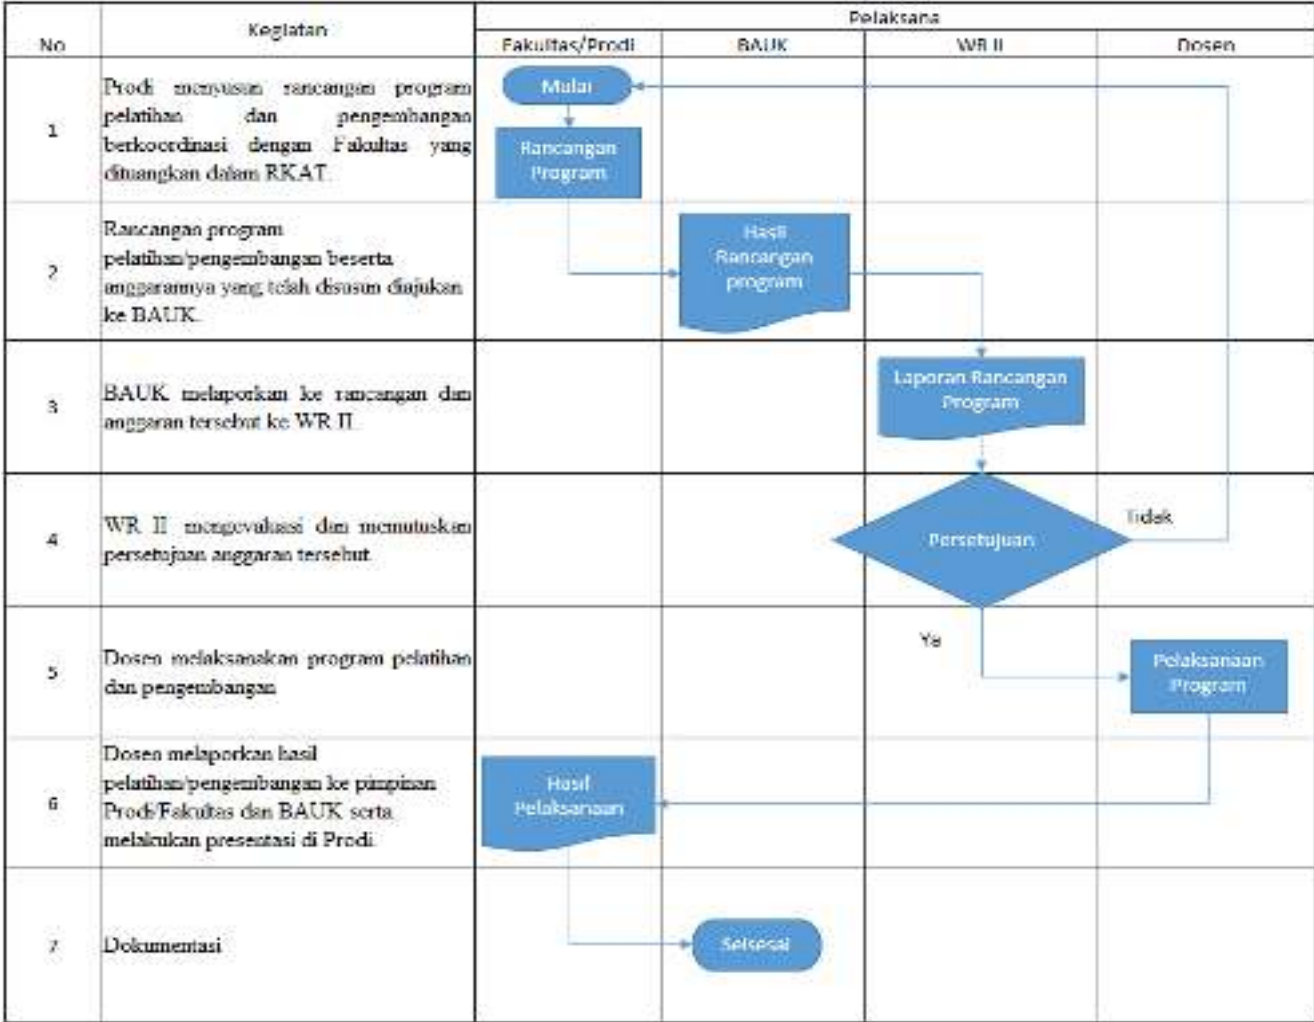 No
Kegiatan
Pelaksana
Fakultas/Prodi
BAUK
WR II
Dosen
1
Prodi menyusun rancangan program
pelatihan dan pengembangan
berkoordinasi dengan Fakultas yang
dituangkan dalam RKAT.
Mulai
Rancangan
Program
2
Rancangan program
pelatihan/pengembangan beserta
anggarannya yang telah disusun diajukan
ke BAUK.
Hasil
Rancangan
program
3
BAUK melaporkan ke rancangan dan
anggaran tersebut ke WR II.
Laporan Rancangan
Program
4
WR II mengevaluasi dan memutuskan
persetujuan anggaran tersebut.
Persetujuan
Tidak
5
Dosen melaksanakan program pelatihan
dan pengembangan
Ya
Pelaksanaan
Program
6
Dosen melaporkan hasil
pelatihan/pengembangan ke pimpinan
Prodi/Fakultas dan BAUK serta
melakukan presentasi di Prodi.
Hasil
Pelaksanaan
7
Dokumentasi
Selsesai